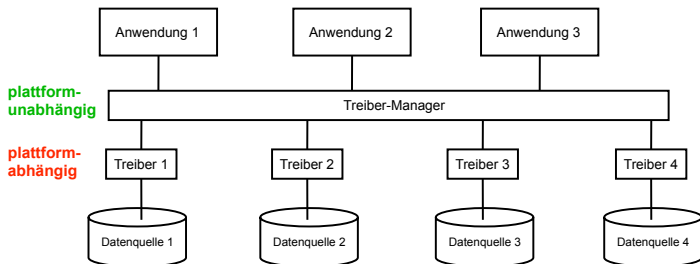 Anwendung 1
Anwendung 2
Anwendung 3
plattform-
unabhängig
Treiber-Manager
plattform-
abhängig
Treiber 1
Treiber 2
Treiber 3
Treiber 4
Datenquelle 1
Datenquelle 2
Datenquelle 3
Datenquelle 4